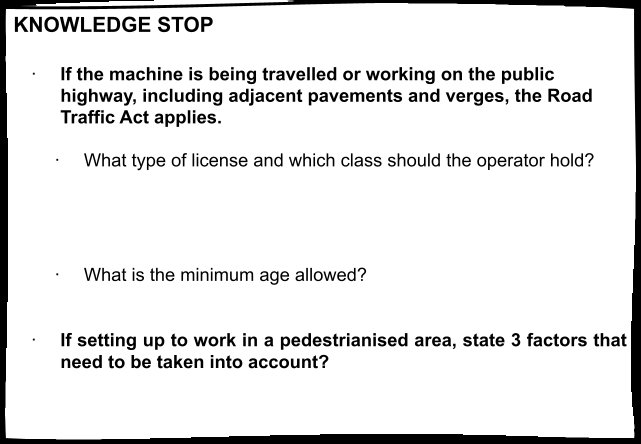 KNOWLEDGE STOP
· If the machine is being travelled or working on the public
highway, including adjacent pavements and verges, the Road
Traffic Act applies.
· What type of license and which class should the operator hold?
· What is the minimum age allowed?
· If setting up to work in a pedestrianised area, state 3 factors that
need to be taken into account?